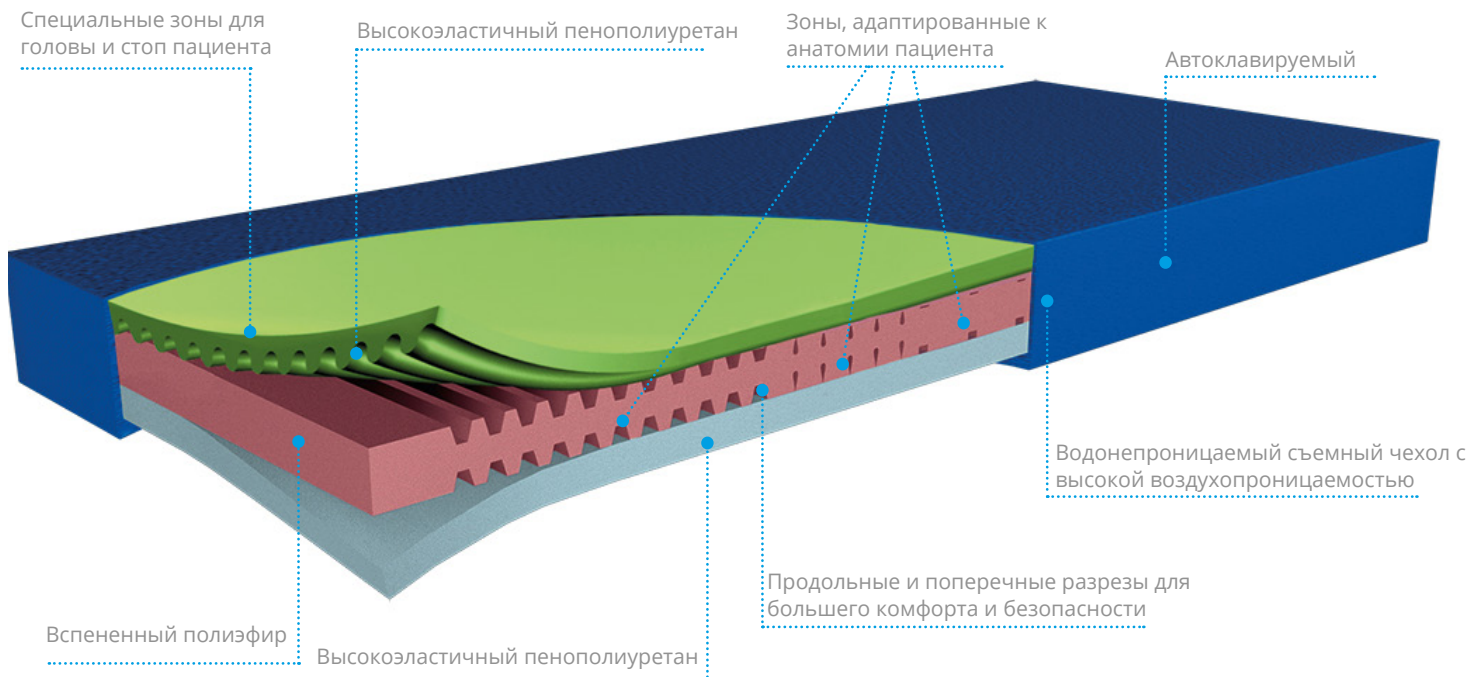 Специальные зоны для
головы и стоп пациента
Высокоэластичный пенополиуретан
Зоны, адаптированные к
анатомии пациента
Автоклавируемый
Водонепроницаемый съемный чехол с
высокой воздухопроницаемостью
Продольные и поперечные разрезы для
большего комфорта и безопасности
Вспененный полиэфир
Высокоэластичный пенополиуретан